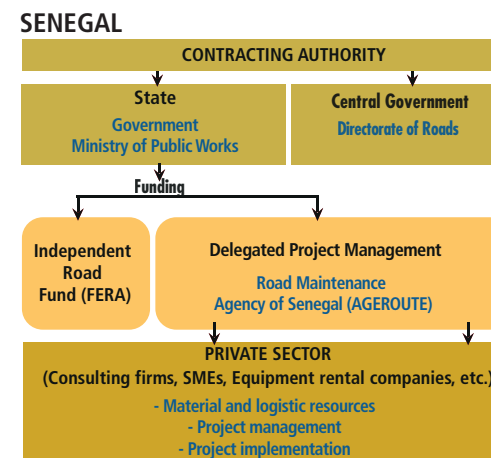 SENEGAL
CONTRACTING AUTHORITY
State
Government
Ministry of Public Works
Central Government
Directorate of Roads
Funding
Independent
Road
Fund (FERA)
Delegated Project Management
Road Maintenance
Agency of Senegal (AGEROUTE)
PRIVATE SECTOR
(Consulting firms, SMEs, Equipment rental companies, etc.)
- Material and logistic resources
- Project management
- Project implementation